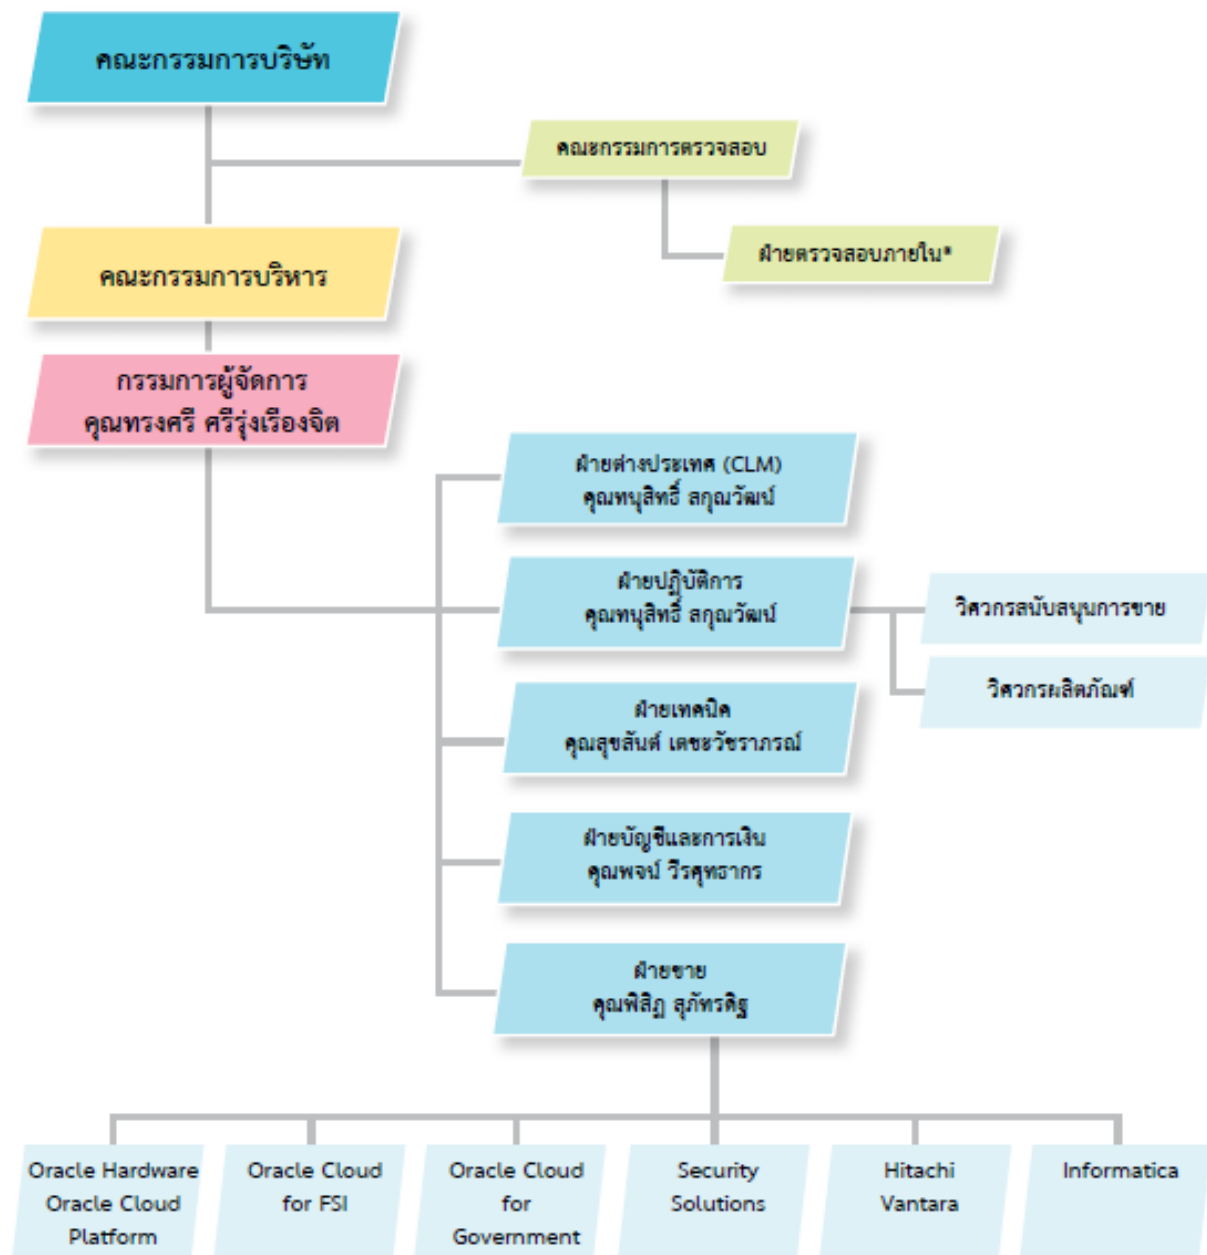 คณะกรรมการบริษัท
คณะกรรมการตรวจสอบ
ฝ่ายตรวจสอบภายใน*
คณะกรรมการบริหาร
กรรมการผู้จัดการ
คุณทรงศรี ศรีรุ่งเรืองจิต
ฝ่ายต่างประเทศ (CLM)
คุณทนุสิทธิ์ สกุณวัฒน์
ฝ่ายปฏิบัติการ
คุณทนุสิทธิ์ สกุณวัฒน์
วิศวกรสนับสนุนการขาย
วิศวกรผลิตภัณฑ์
ฝ่ายเทคนิค
คุณสุขสันต์ เตชะวัชราภรณ์
ฝ่ายบัญชีและการเงิน
คุณพจน์ วีรศุทธากร
ฝ่ายขาย
คุณพิสิฏ สุภัทรดิฐ
Oracle Hardware
Oracle Cloud
Platform
Oracle Cloud
for FSI
Oracle Cloud
for
Government
Security
Solutions
Hitachi
Vantara
Informatica